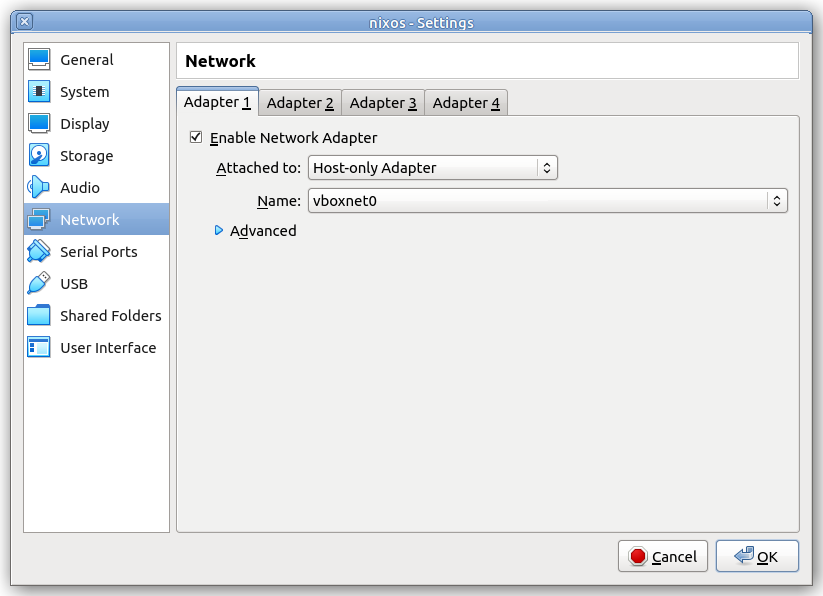 nixos - Settings
General
System
Display
Storage
Audio
Network
Serial Ports
USB
Shared Folders
User Interface
Network
Adapter 1 Adapter 2 Adapter 3 Adapter 4
Enable Network Adapter
Attached to: Host-only Adapter
Name: vboxnet0
Advanced
Cancel OK